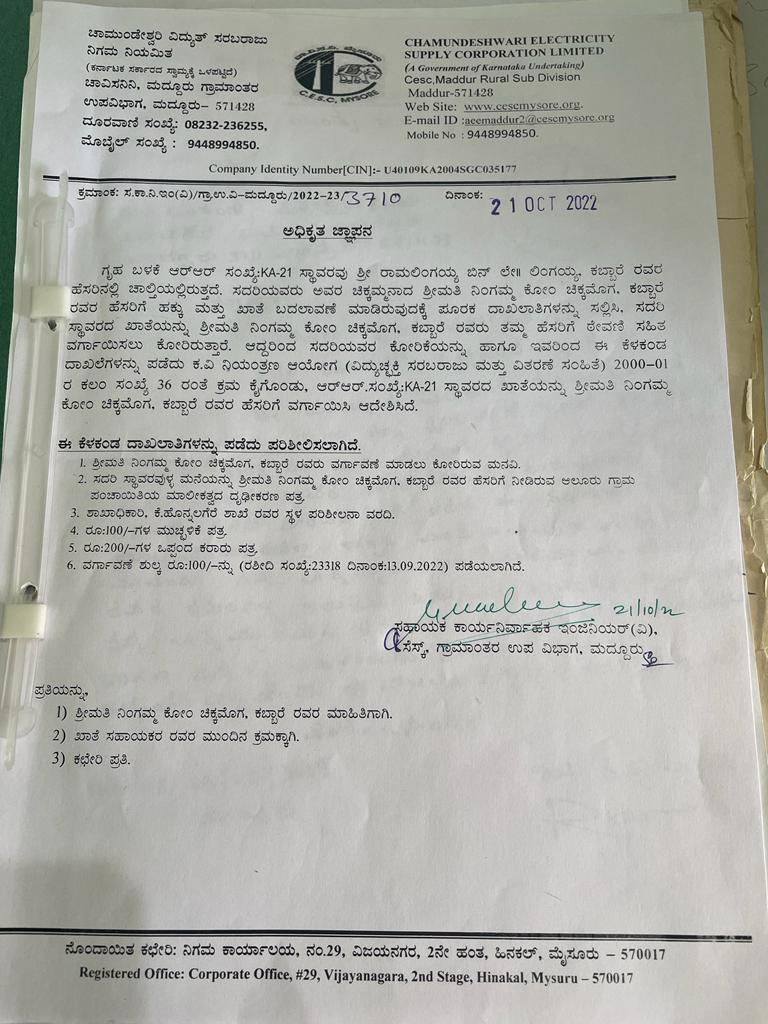 ಚಾಮುಂಡೇಶ್ವರಿ ವಿದ್ಯುತ್ ಸರಬರಾಜು
ನಿಗಮ ನಿಯಮಿತ
(ಕರ್ನಾಟಕ ಸರ್ಕಾರದ ಸ್ವಾಮ್ಯಕ್ಕೆ ಒಳಪಟ್ಟಿದೆ)
ಚಾವಿಸನಿನಿ, ಮದ್ದೂರು ಗ್ರಾಮಾಂತರ
ಉಪವಿಭಾಗ, ಮದ್ದೂರು– 571428
ದೂರವಾಣಿ ಸಂಖ್ಯೆ: 08232-236255,
ಮೊಬೈಲ್ ಸಂಖ್ಯೆ : 9448994850.
ಚಾ.ವಿ.ಸ.ನಿ. ಮೈಸೂರು
C.E.S.C. MYSORE
CHAMUNDESHWARI ELECTRICITY
SUPPLY CORPORATION LIMITED
(A Government of Karnataka Undertaking)
Cesc,Maddur Rural Sub Division
Maddur-571428
Web Site: www.cescmysore.org.
E-mail ID :aeemaddur2@cescmysore.org
Mobile No : 9448994850.
Company Identity Number[CIN]:- U40109KA2004SGC035177
ಕ್ರಮಾಂಕ: ಸ.ಕಾ.ನಿ.ಇಂ(ವಿ)/ಗ್ರಾ.ಉ.ವಿ–ಮದ್ದೂರು/2022-23/3710 ದಿನಾಂಕ: 21 OCT 2022
ಅಧಿಕೃತ ಜ್ಞಾಪನ
ಗೃಹ ಬಳಕೆ ಆರ್‌ಆರ್ ಸಂಖ್ಯೆ:KA-21 ಸ್ಥಾವರವು ಶ್ರೀ ರಾಮಲಿಂಗಯ್ಯ ಬಿನ್ ಲೇ॥ ಲಿಂಗಯ್ಯ, ಕಬ್ಬಾರೆ ರವರ
ಹೆಸರಿನಲ್ಲಿ ಚಾಲ್ತಿಯಲ್ಲಿರುತ್ತದೆ. ಸದರಿಯವರು ಅವರ ಚಿಕ್ಕಮ್ಮನಾದ ಶ್ರೀಮತಿ ನಿಂಗಮ್ಮ ಕೋಂ ಚಿಕ್ಕಮೊಗ, ಕಬ್ಬಾರೆ
ರವರ ಹೆಸರಿಗೆ ಹಕ್ಕು ಮತ್ತು ಖಾತೆ ಬದಲಾವಣೆ ಮಾಡಿರುವುದಕ್ಕೆ ಪೂರಕ ದಾಖಲಾತಿಗಳನ್ನು ಸಲ್ಲಿಸಿ, ಸದರಿ
ಸ್ಥಾವರದ ಖಾತೆಯನ್ನು ಶ್ರೀಮತಿ ನಿಂಗಮ್ಮ ಕೋಂ ಚಿಕ್ಕಮೊಗ, ಕಬ್ಬಾರೆ ರವರು ತಮ್ಮ ಹೆಸರಿಗೆ ಠೇವಣಿ ಸಹಿತ
ವರ್ಗಾಯಿಸಲು ಕೋರಿರುತ್ತಾರೆ. ಆದ್ದರಿಂದ ಸದರಿಯವರ ಕೋರಿಕೆಯನ್ನು ಹಾಗೂ ಇವರಿಂದ ಈ ಕೆಳಕಂಡ
ದಾಖಲೆಗಳನ್ನು ಪಡೆದು ಕ.ವಿ ನಿಯಂತ್ರಣ ಆಯೋಗ (ವಿದ್ಯುಚ್ಛಕ್ತಿ ಸರಬರಾಜು ಮತ್ತು ವಿತರಣೆ ಸಂಹಿತೆ) 2000–01
ರ ಕಲಂ ಸಂಖ್ಯೆ 36 ರಂತೆ ಕ್ರಮ ಕೈಗೊಂಡು, ಆರ್‌ಆರ್.ಸಂಖ್ಯೆ:KA-21 ಸ್ಥಾವರದ ಖಾತೆಯನ್ನು ಶ್ರೀಮತಿ ನಿಂಗಮ್ಮ
ಕೋಂ ಚಿಕ್ಕಮೊಗ, ಕಬ್ಬಾರೆ ರವರ ಹೆಸರಿಗೆ ವರ್ಗಾಯಿಸಿ ಆದೇಶಿಸಿದೆ.
ಈ ಕೆಳಕಂಡ ದಾಖಲಾತಿಗಳನ್ನು ಪಡೆದು ಪರಿಶೀಲಿಸಲಾಗಿದೆ.
1. ಶ್ರೀಮತಿ ನಿಂಗಮ್ಮ ಕೋಂ ಚಿಕ್ಕಮೊಗ, ಕಬ್ಬಾರೆ ರವರು ವರ್ಗಾವಣೆ ಮಾಡಲು ಕೋರಿರುವ ಮನವಿ.
2. ಸದರಿ ಸ್ಥಾವರವುಳ್ಳ ಮನೆಯನ್ನು ಶ್ರೀಮತಿ ನಿಂಗಮ್ಮ ಕೋಂ ಚಿಕ್ಕಮೊಗ, ಕಬ್ಬಾರೆ ರವರ ಹೆಸರಿಗೆ ನೀಡಿರುವ ಆಲೂರು ಗ್ರಾಮ
ಪಂಚಾಯಿತಿಯ ಮಾಲೀಕತ್ವದ ದೃಢೀಕರಣ ಪತ್ರ.
3. ಶಾಖಾಧಿಕಾರಿ, ಕೆ.ಹೊನ್ನಲಗೆರೆ ಶಾಖೆ ರವರ ಸ್ಥಳ ಪರಿಶೀಲನಾ ವರದಿ.
4. ರೂ:100/–ಗಳ ಮುಚ್ಛಳಿಕೆ ಪತ್ರ.
5. ರೂ:200/–ಗಳ ಒಪ್ಪಂದ ಕರಾರು ಪತ್ರ.
6. ವರ್ಗಾವಣೆ ಶುಲ್ಕ ರೂ:100/–ನ್ನು (ರಶೀದಿ ಸಂಖ್ಯೆ:23318 ದಿನಾಂಕ:13.09.2022) ಪಡೆಯಲಾಗಿದೆ.
21/10/22
ಸಹಾಯಕ ಕಾರ್ಯನಿರ್ವಾಹಕ ಇಂಜಿನಿಯರ್(ವಿ),
ಸೆಸ್ಕ್, ಗ್ರಾಮಾಂತರ ಉಪ ವಿಭಾಗ, ಮದ್ದೂರು
ಪ್ರತಿಯನ್ನು,
1) ಶ್ರೀಮತಿ ನಿಂಗಮ್ಮ ಕೋಂ ಚಿಕ್ಕಮೊಗ, ಕಬ್ಬಾರೆ ರವರ ಮಾಹಿತಿಗಾಗಿ.
2) ಖಾತೆ ಸಹಾಯಕರ ರವರ ಮುಂದಿನ ಕ್ರಮಕ್ಕಾಗಿ.
3) ಕಛೇರಿ ಪ್ರತಿ.
ನೊಂದಾಯಿತ ಕಛೇರಿ: ನಿಗಮ ಕಾರ್ಯಾಲಯ, ನಂ.29, ವಿಜಯನಗರ, 2ನೇ ಹಂತ, ಹಿನಕಲ್, ಮೈಸೂರು – 570017
Registered Office: Corporate Office, #29, Vijayanagara, 2nd Stage, Hinakal, Mysuru – 570017